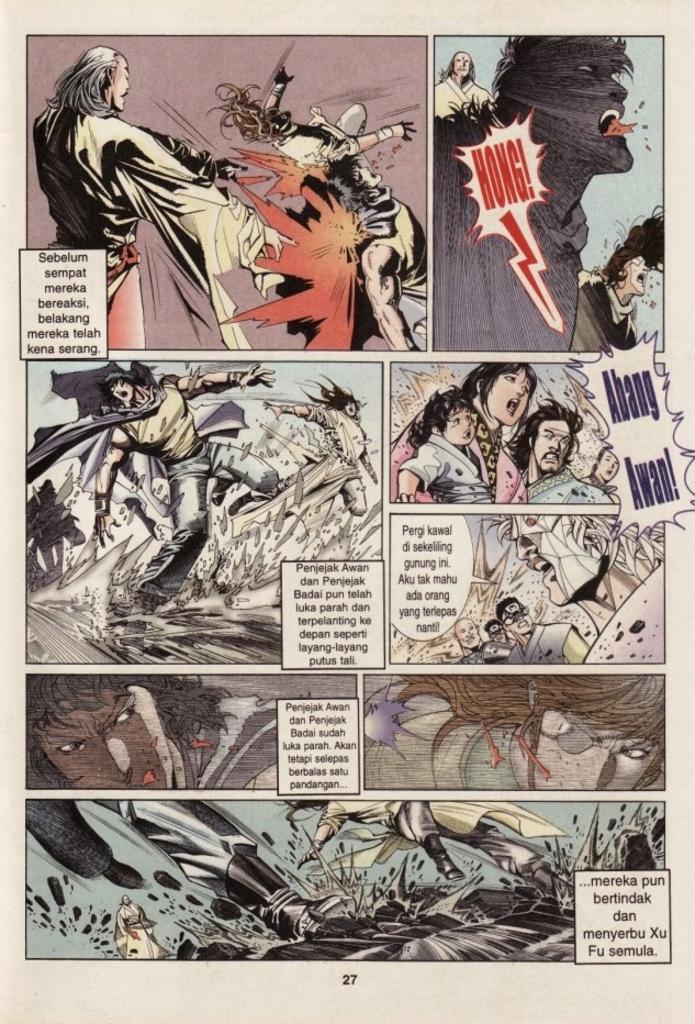 Sebelum
sempat
mereka
bereaksi,
belakang
mereka telah
kena serang.
HONG!
Penjejak Awan
dan Penjejak
Badai pun telah
luka parah dan
terpelanting ke
depan seperti
layang-layang
putus tali.
Abang
Awan!
Pergi kawal
di sekeliling
gunung ini.
Aku tak mahu
ada orang
yang terlepas
nanti!
Penjejak Awan
dan Penjejak
Badai sudah
luka parah. Akan
tetapi selepas
berbalas satu
pandangan...
...mereka pun
bertindak
dan
menyerbu Xu
Fu semula.
27